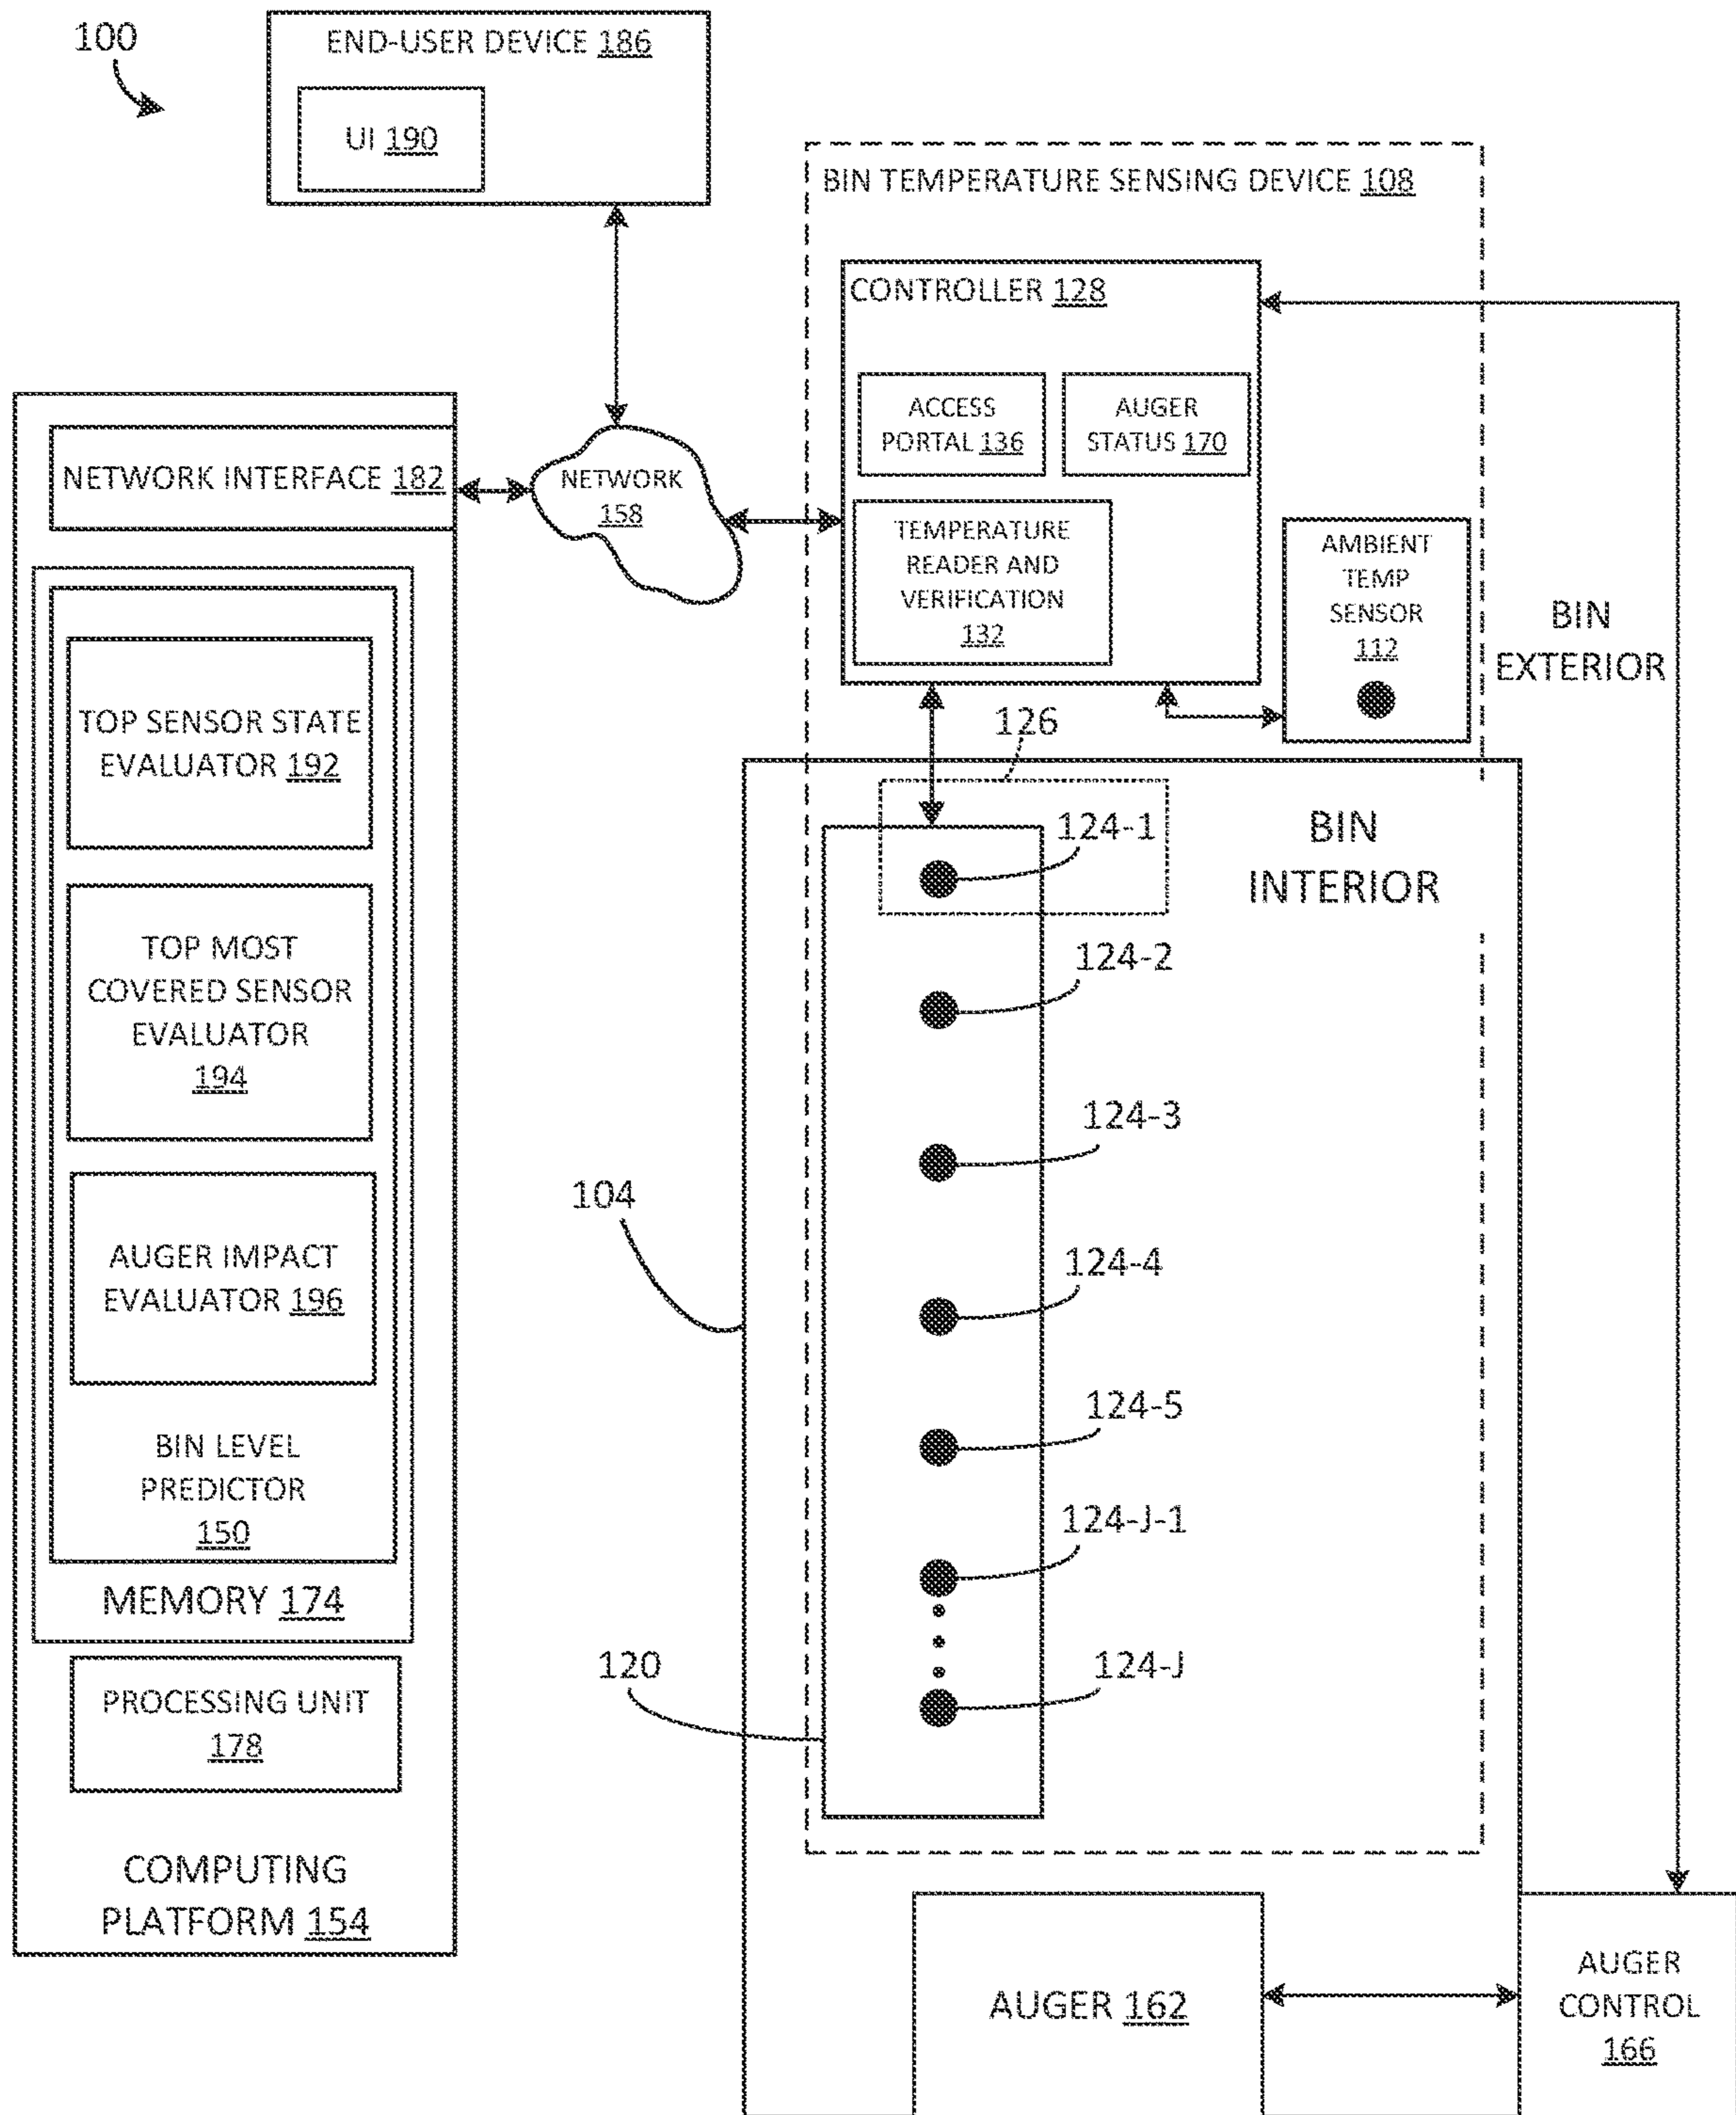 100
END-USER DEVICE 186
UI 190
BIN TEMPERATURE SENSING DEVICE 108
CONTROLLER 128
ACCESS
PORTAL 136
AUGER
STATUS 170
TEMPERATURE
READER AND
VERIFICATION
132
AMBIENT
TEMP
SENSOR
112
BIN
EXTERIOR
NETWORK INTERFACE 182
NETWORK
158
TOP SENSOR STATE
EVALUATOR 192
TOP MOST
COVERED SENSOR
EVALUATOR
194
AUGER IMPACT
EVALUATOR 196
BIN LEVEL
PREDICTOR
150
MEMORY 174
PROCESSING UNIT
178
COMPUTING
PLATFORM 154
126
BIN
INTERIOR
124-1
124-2
124-3
124-4
124-5
124-J-1
124-J
104
120
AUGER 162
AUGER
CONTROL
166